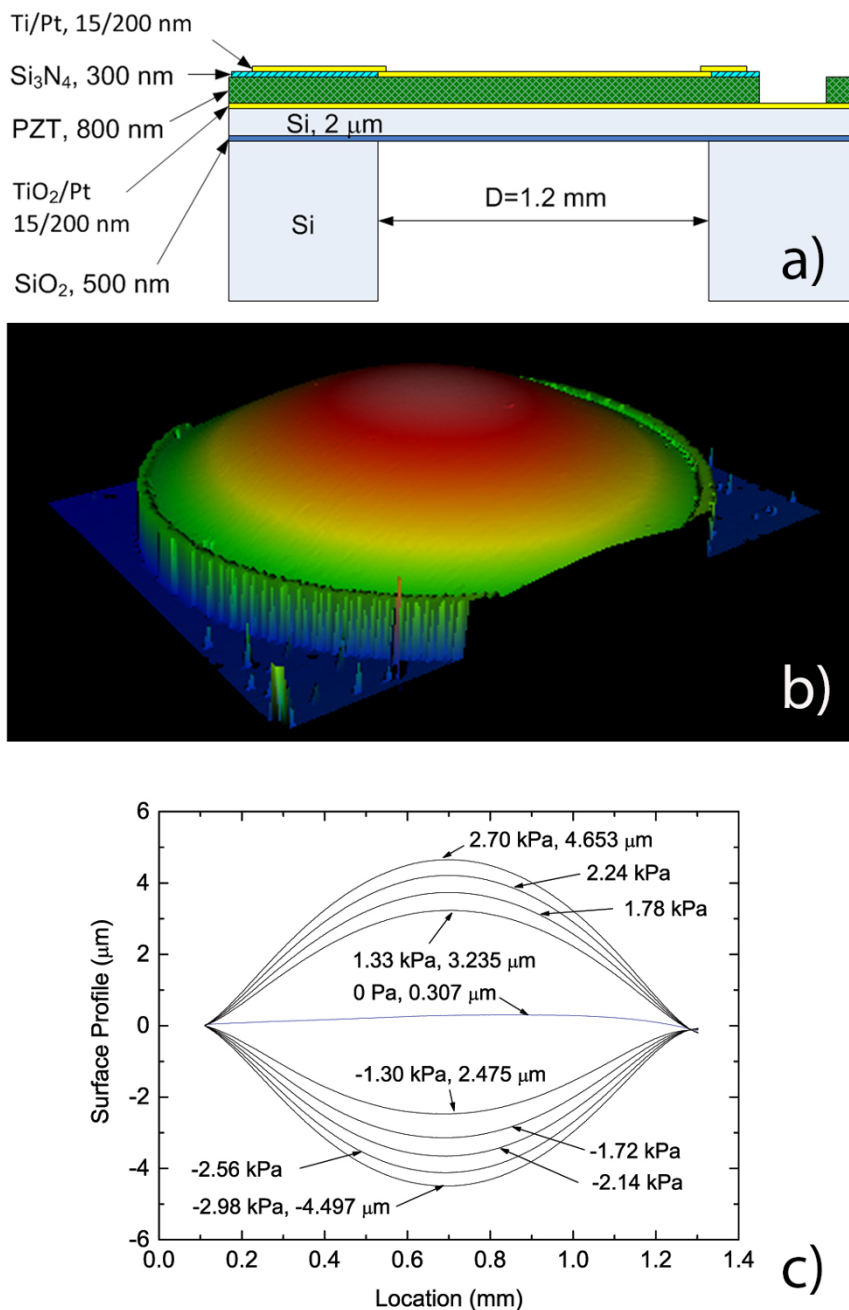 Ti/Pt, 15/200 nm
Si₃N₄, 300 nm
PZT, 800 nm
TiO₂/Pt
15/200 nm
SiO₂, 500 nm
Si, 2 μm
Si
D=1.2 mm
a)
b)
6
4
2
0
-2
-4
-6
Surface Profile (μm)
2.70 kPa, 4.653 μm
2.24 kPa
1.78 kPa
1.33 kPa, 3.235 μm
0 Pa, 0.307 μm
-1.30 kPa, 2.475 μm
-1.72 kPa
-2.56 kPa
-2.14 kPa
-2.98 kPa, -4.497 μm
0.0 0.2 0.4 0.6 0.8 1.0 1.2 1.4
Location (mm)
c)